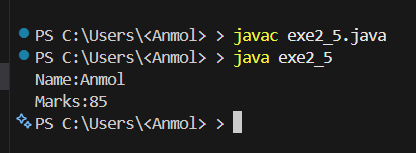 PS C:\Users\<Anmol> > javac exe2_5.java
PS C:\Users\<Anmol> > java exe2_5
Name:Anmol
Marks:85
PS C:\Users\<Anmol> >